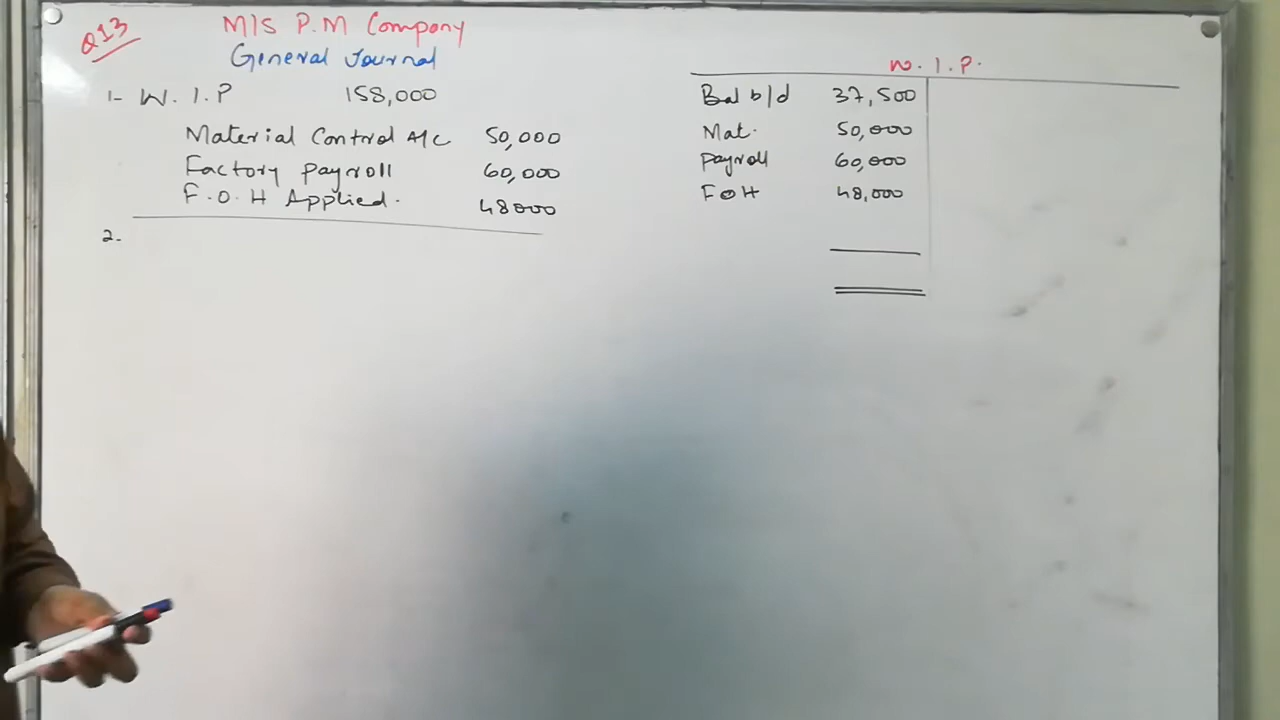 Q13
M/S P.M Company
General Journal
1- W.I.P 158,000
Material Control A/C 50,000
Factory payroll 60,000
F.O.H Applied. 48000
2.
W.I.P.
Bal b/d 37,500
Mat. 50,000
payroll 60,000
FOH 48,000